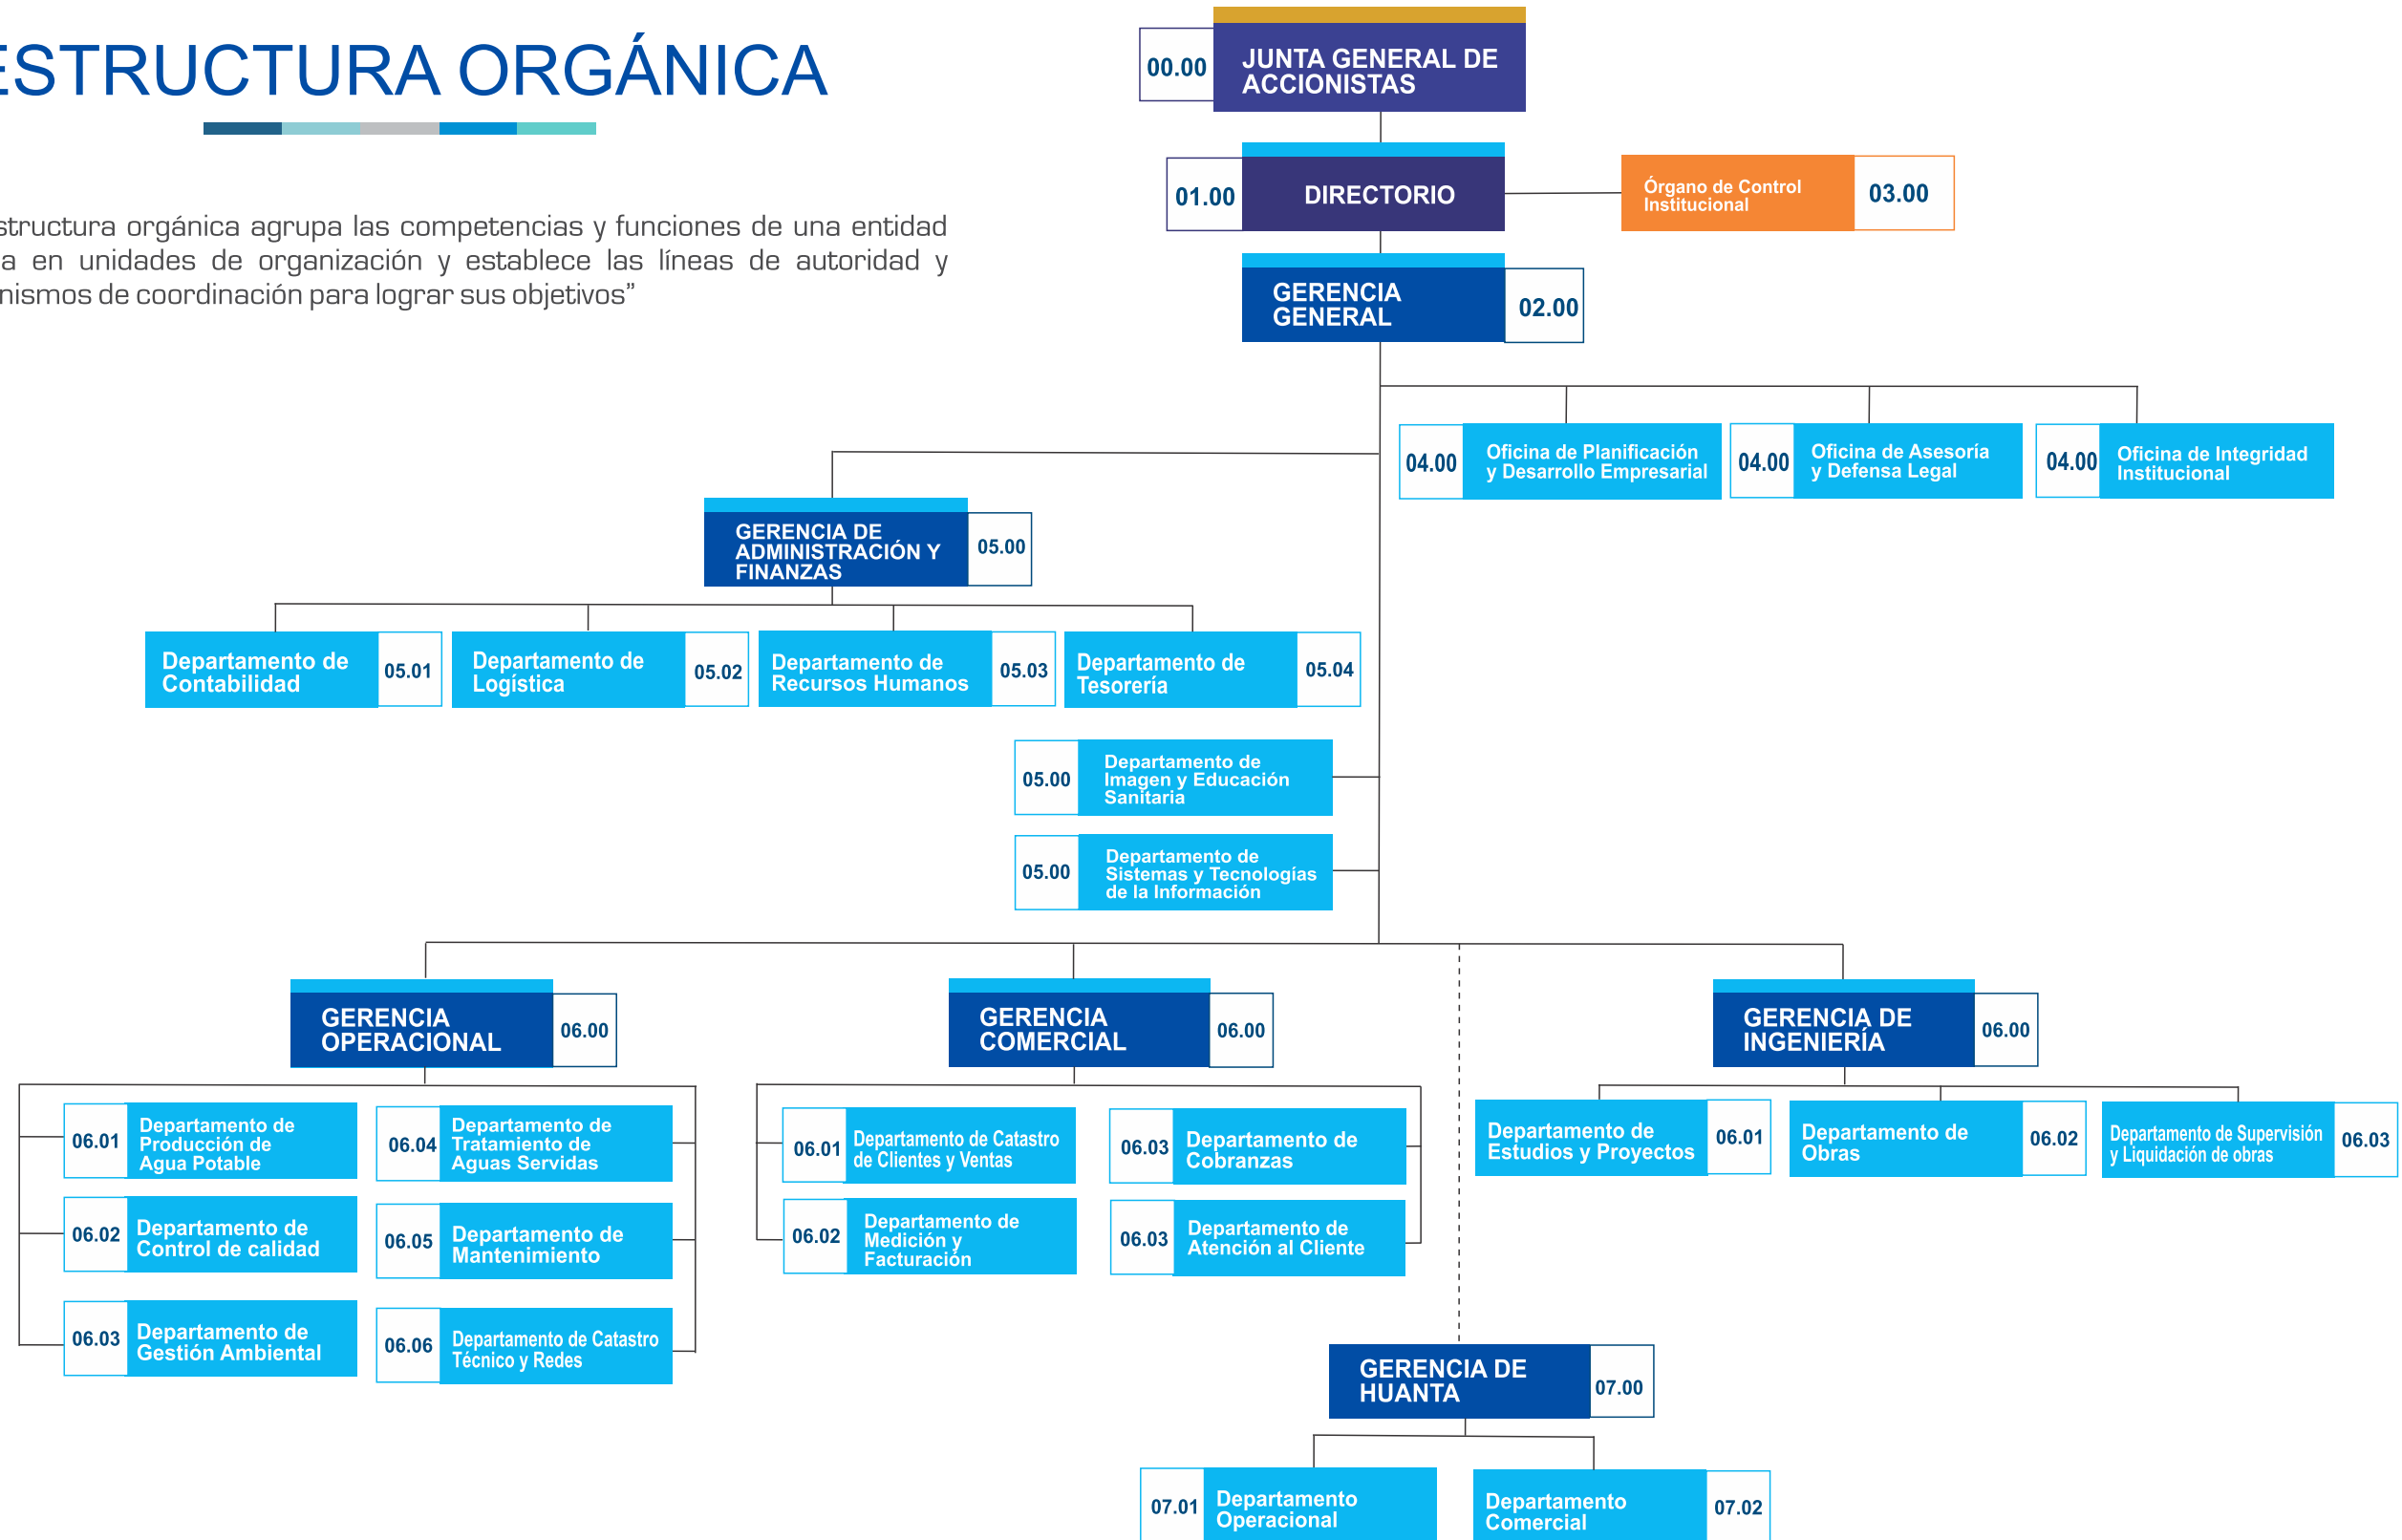 ESTRUCTURA ORGÁNICA
structura orgánica agrupa las competencias y funciones de una entidad
a en unidades de organización y establece las líneas de autoridad y
nismos de coordinación para lograr sus objetivos”
00.00
JUNTA GENERAL DE
ACCIONISTAS
01.00
DIRECTORIO
Órgano de Control
Institucional
03.00
GERENCIA
GENERAL
02.00
04.00
Oficina de Planificación
y Desarrollo Empresarial
04.00
Oficina de Asesoría
y Defensa Legal
04.00
Oficina de Integridad
Institucional
GERENCIA DE
ADMINISTRACIÓN Y
FINANZAS
05.00
Departamento de
Contabilidad
05.01
Departamento de
Logística
05.02
Departamento de
Recursos Humanos
05.03
Departamento de
Tesorería
05.04
05.00
Departamento de
Imagen y Educación
Sanitaria
05.00
Departamento de
Sistemas y Tecnologías
de la Información
GERENCIA
OPERACIONAL
06.00
GERENCIA
COMERCIAL
06.00
GERENCIA DE
INGENIERÍA
06.00
06.01
Departamento de
Producción de
Agua Potable
06.04
Departamento de
Tratamiento de
Aguas Servidas
06.02
Departamento de
Control de calidad
06.05
Departamento de
Mantenimiento
06.03
Departamento de
Gestión Ambiental
06.06
Departamento de Catastro
Técnico y Redes
06.01
Departamento de Catastro
de Clientes y Ventas
06.03
Departamento de
Cobranzas
06.02
Departamento de
Medición y
Facturación
06.03
Departamento de
Atención al Cliente
Departamento de
Estudios y Proyectos
06.01
Departamento de
Obras
06.02
Departamento de Supervisión
y Liquidación de obras
06.03
GERENCIA DE
HUANTA
07.00
07.01
Departamento
Operacional
Departamento
Comercial
07.02